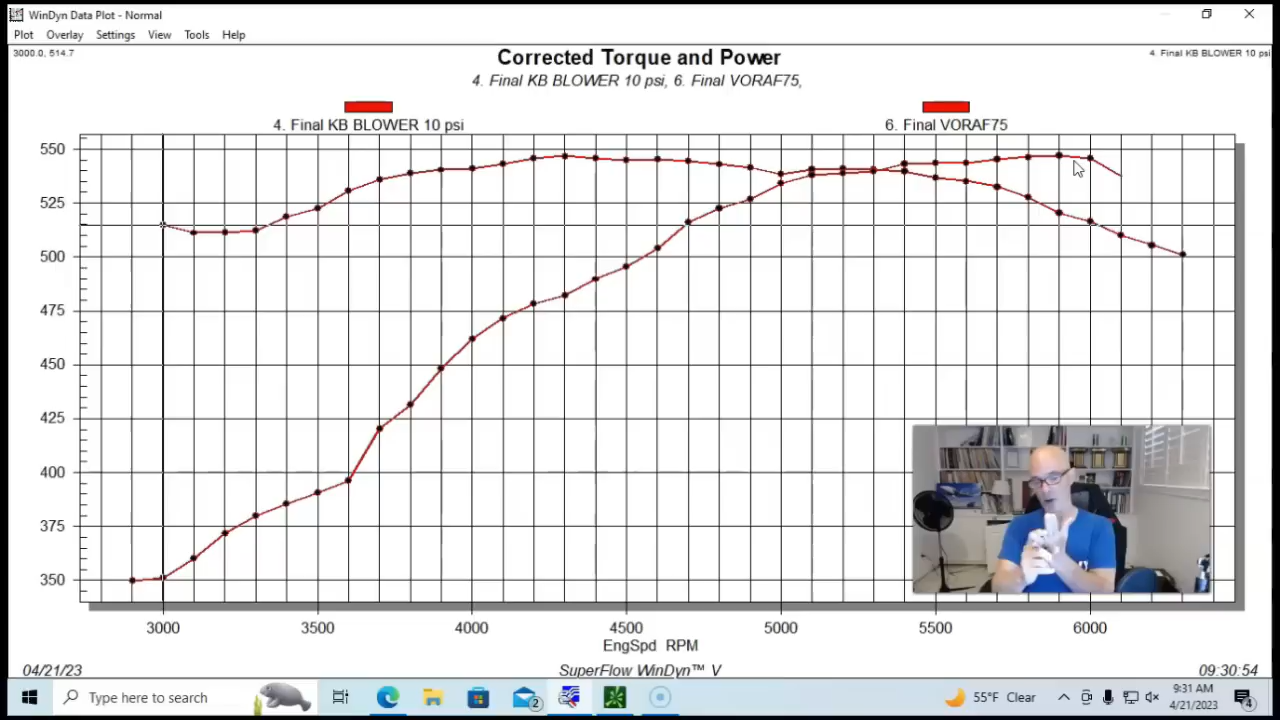 WinDyn Data Plot - Normal
Plot Overlay Settings View Tools Help
3000.0, 514.7
4. Final KB BLOWER 10 psi
Corrected Torque and Power
4. Final KB BLOWER 10 psi, 6. Final VORAF75,
4. Final KB BLOWER 10 psi
6. Final VORAF75
550
525
500
475
450
425
400
375
350
3000 3500 4000 4500 5000 5500 6000
EngSpd RPM
04/21/23
SuperFlow WinDyn™ V
09:30:54
Type here to search
2
55°F Clear
9:31 AM
4/21/2023
4